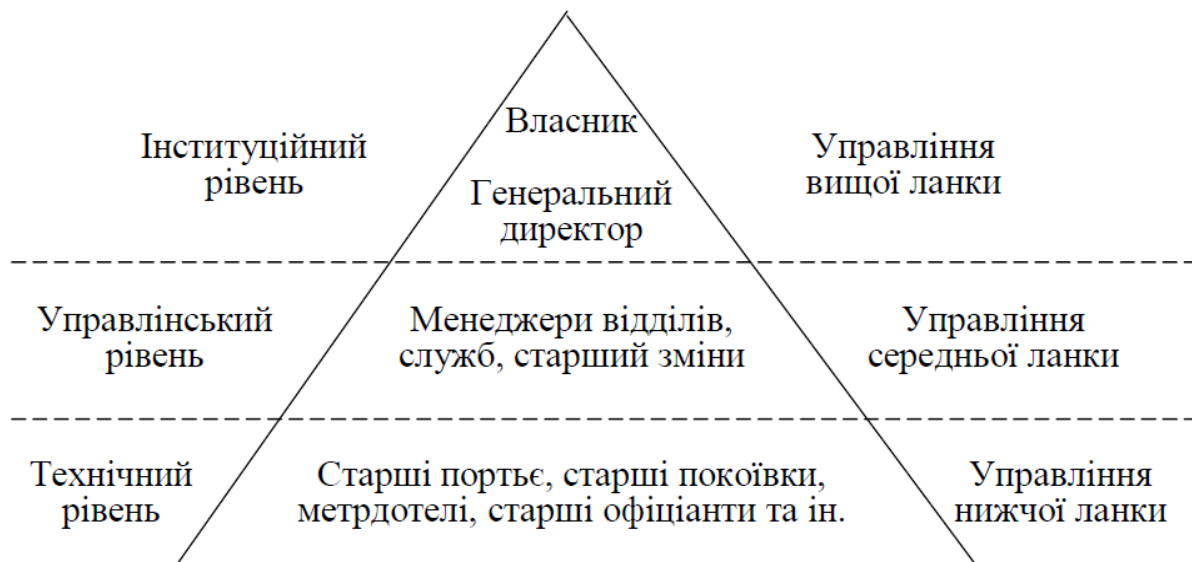 Власник
Інституційний
рівень
Генеральний
директор
Управління
вищої ланки
Управлінський
рівень
Менеджери відділів,
служб, старший зміни
Управління
середньої ланки
Технічний
рівень
Старші портьє, старші покоївки,
метрдотелі, старші офіціанти та ін.
Управління
нижчої ланки